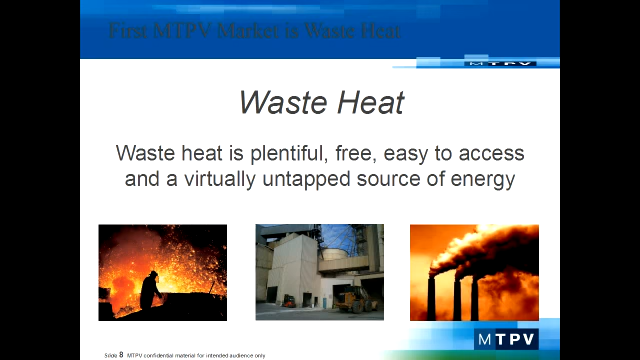 First MTPV Market is Waste Heat
MTPV
Waste Heat
Waste heat is plentiful, free, easy to access
and a virtually untapped source of energy
MTPV
Slide 8 MTPV confidential material for intended audience only